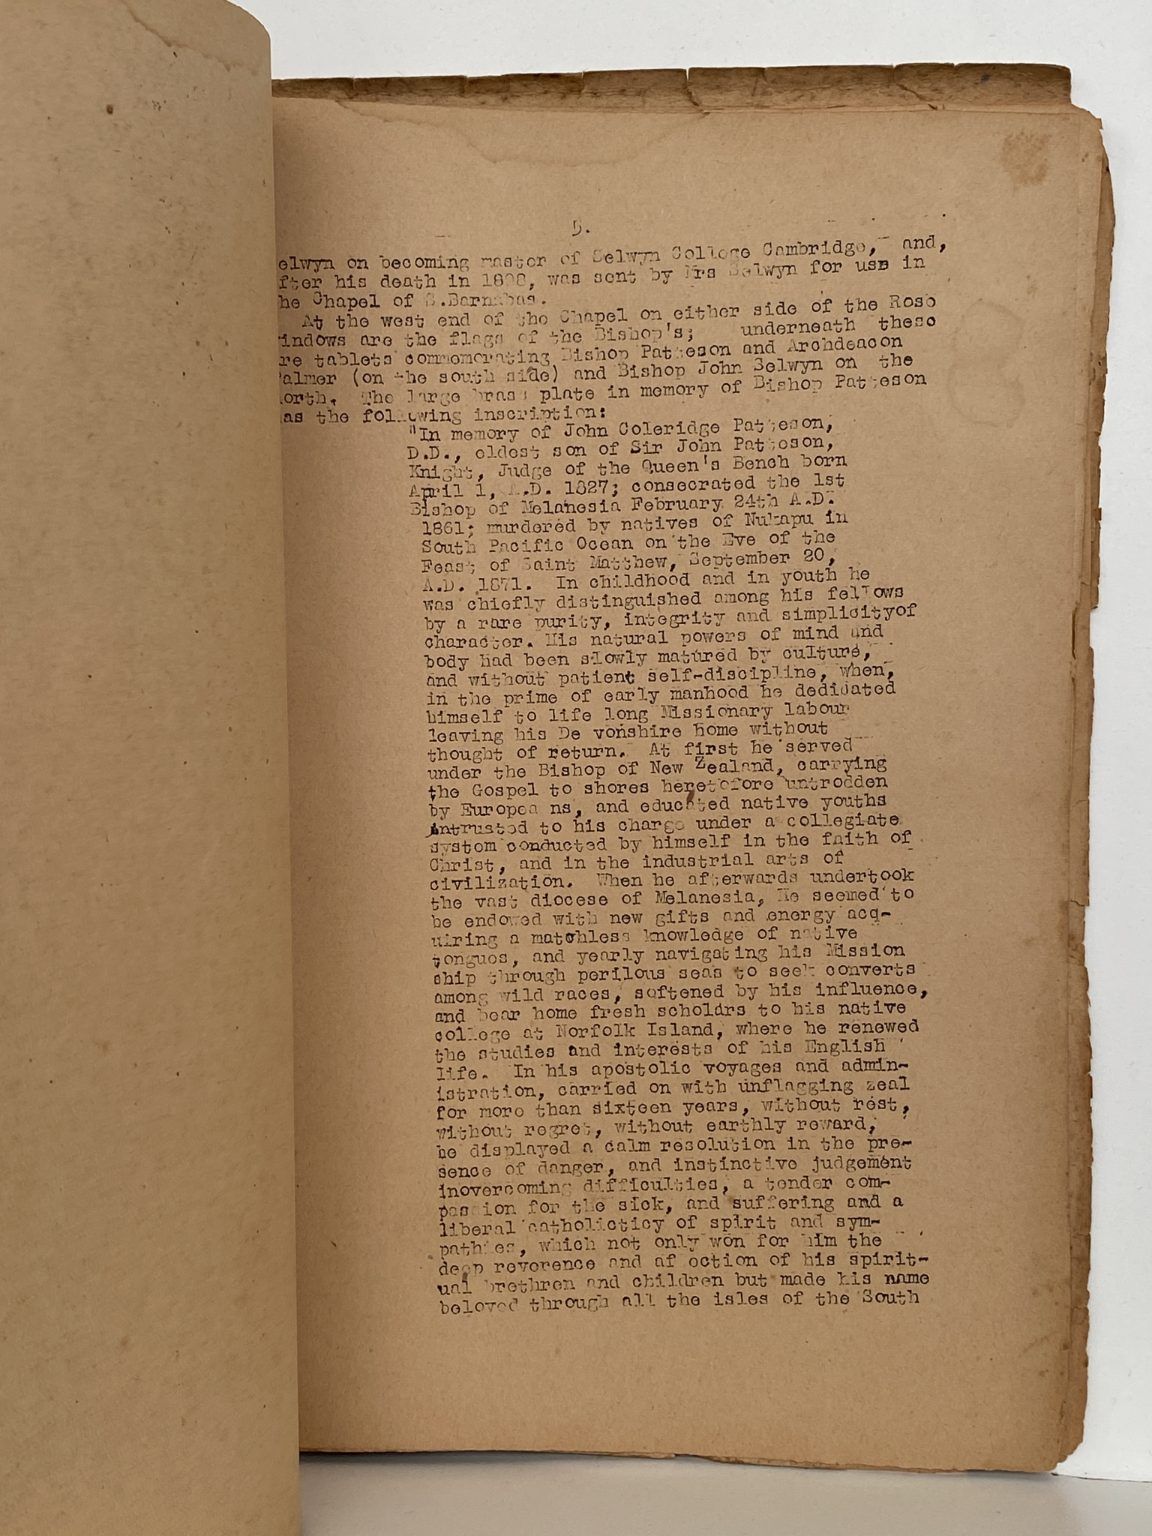 5.
elwyn on becoming master of Selwyn College Cambridge, and,
fter his death in 1898, was sent by Mrs Selwyn for use in
he Chapel of S.Barnabas.
At the west end of the Chapel on either side of the Rose
indows are the flags of the Bishop's; underneath these
re tablets commemorating Bishop Patteson and Archdeacon
almer (on the south side) and Bishop John Selwyn on the
orth. The large brass plate in memory of Bishop Patteson
as the following inscription:
"In memory of John Coleridge Patteson,
D.D., eldest son of Sir John Patteson,
Knight, Judge of the Queen's Bench born
April 1, A.D. 1827; consecrated the 1st
Bishop of Melanesia February 24th A.D.
1861; murdered by natives of Nukapu in
South Pacific Ocean on the Eve of the
Feast of Saint Matthew, September 20,
A.D. 1871. In childhood and in youth he
was chiefly distinguished among his fellows
by a rare purity, integrity and simplicityof
character. His natural powers of mind and
body had been slowly matured by culture,
and without patient self-discipline, when,
in the prime of early manhood he dedicated
himself to life long Missionary labour
leaving his De vonshire home without
thought of return. At first he served
under the Bishop of New Zealand, carrying
the Gospel to shores heretofore untrodden
by Europea ns, and educated native youths
intrusted to his charge under a collegiate
system conducted by himself in the faith of
Christ, and in the industrial arts of
civilization. When he afterwards undertook
the vast diocese of Melanesia, He seemed to
be endowed with new gifts and energy acq-
uiring a matchless knowledge of native
tongues, and yearly navigating his Mission
ship through perilous seas to seek converts
among wild races, softened by his influence,
and bear home fresh scholars to his native
college at Norfolk Island, where he renewed
the studies and interests of his English
life. In his apostolic voyages and admin-
istration, carried on with unflagging zeal
for more than sixteen years, without rest,
without regret, without earthly reward,
he displayed a calm resolution in the pre-
sence of danger, and instinctive judgement
inovercoming difficulties, a tender com-
passion for the sick, and suffering and a
liberal catholicticy of spirit and sym-
pathies, which not only won for him the
deep reverence and affection of his spirit-
ual brethren and children but made his name
beloved through all the isles of the South